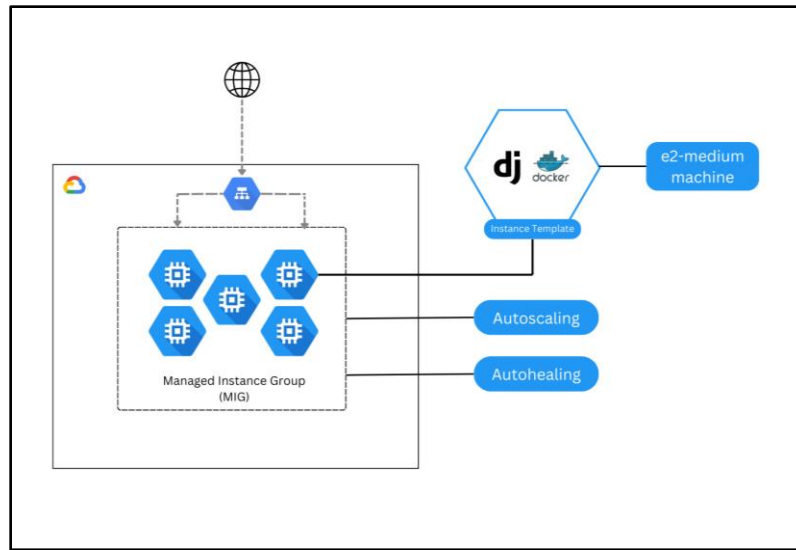 dj
docker
e2-medium
machine
Instance Template
Autoscaling
Autohealing
Managed Instance Group
(MIG)